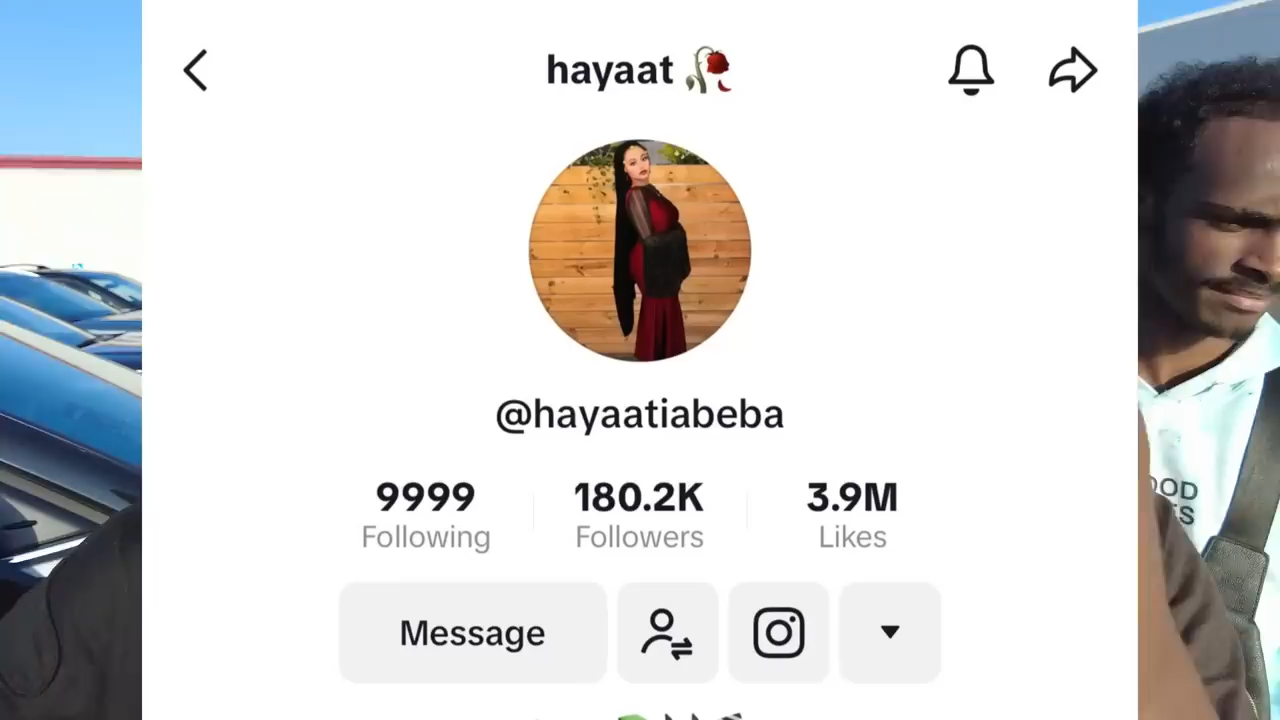 hayaat 🥀
@hayaatiabeba
9999
Following
180.2K
Followers
3.9M
Likes
Message